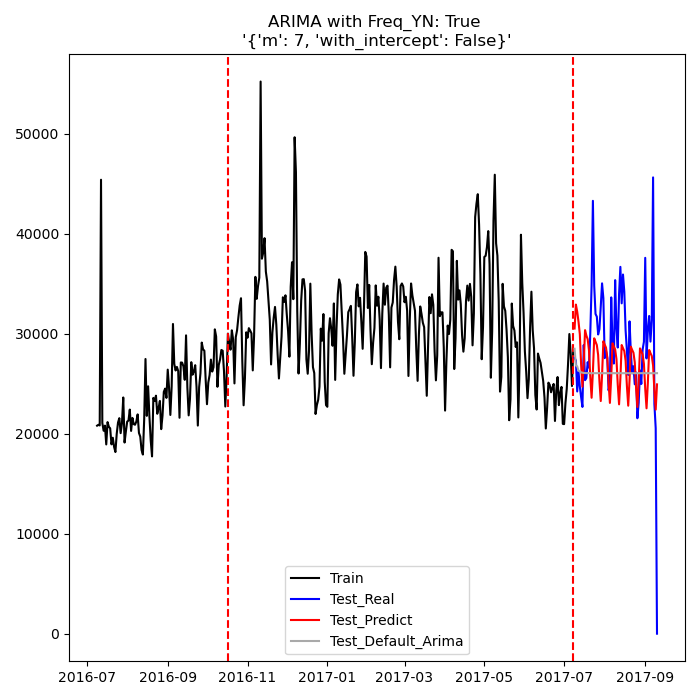 ARIMA with Freq_YN: True
'{'m': 7, 'with_intercept': False}'
50000
40000
30000
20000
10000
0
Train
Test_Real
Test_Predict
Test_Default_Arima
2016-07 2016-09 2016-11 2017-01 2017-03 2017-05 2017-07 2017-09